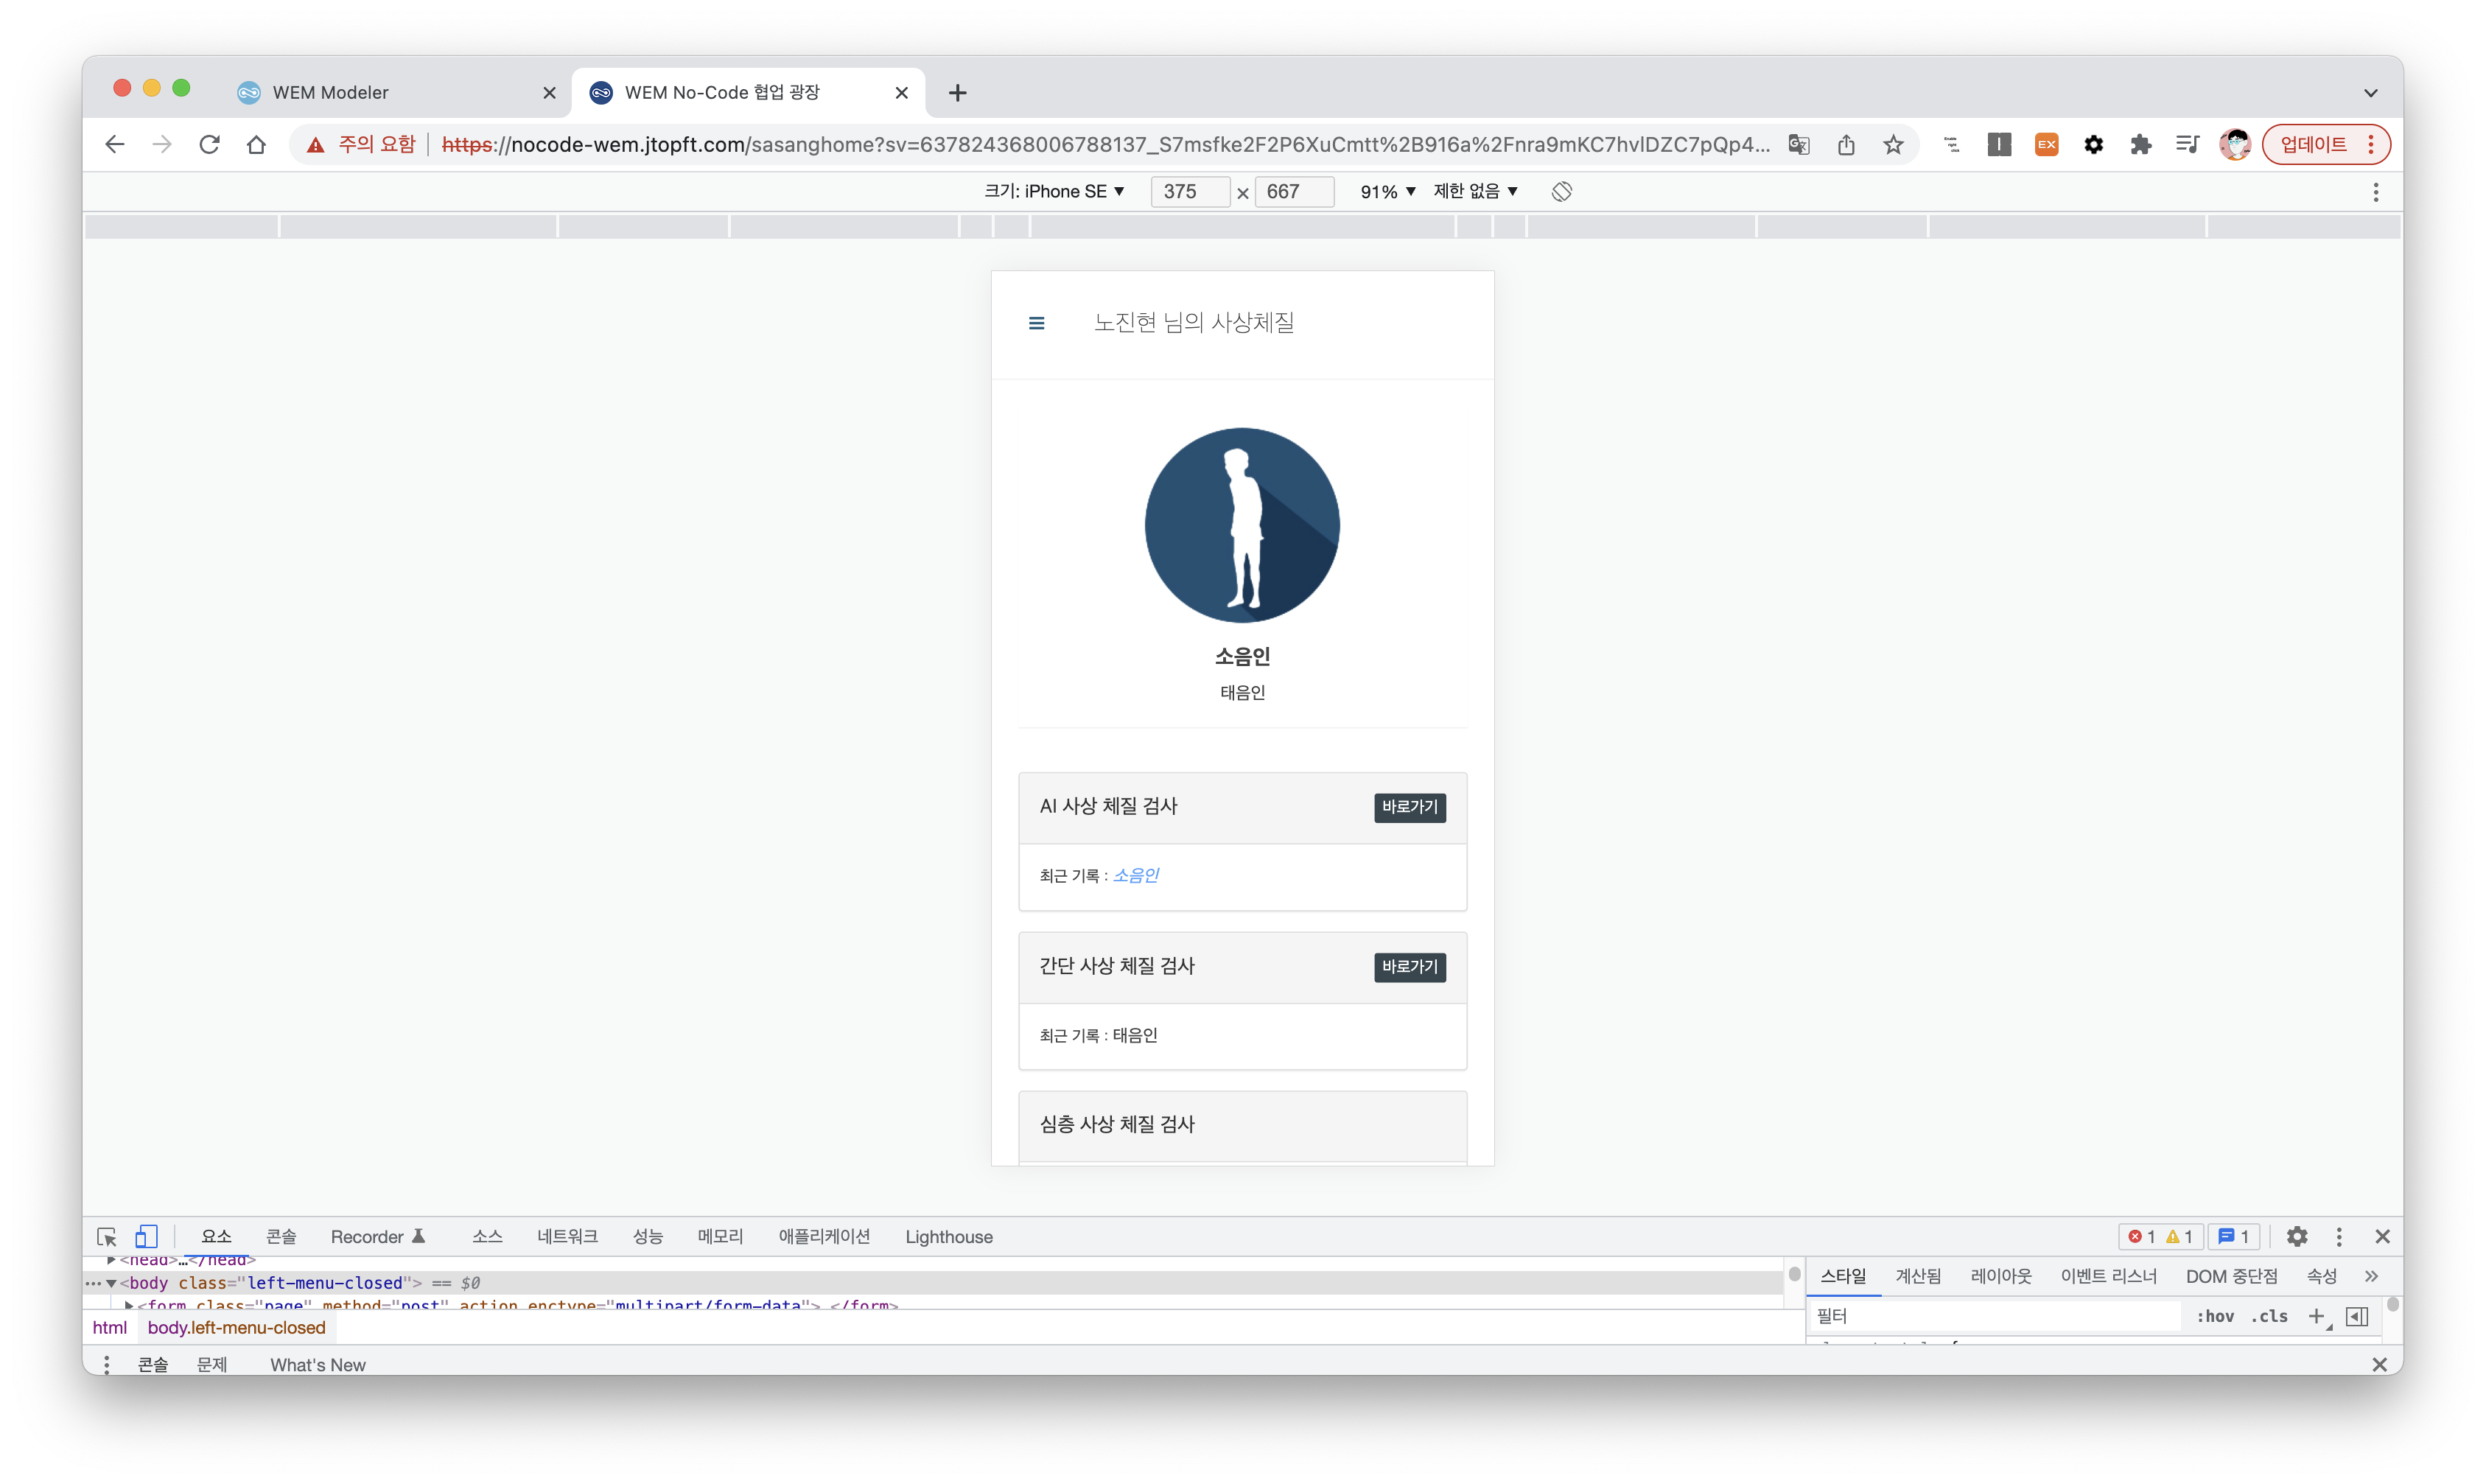 WEM Modeler
WEM No-Code 협업 광장
주의 요함 https://nocode-wem.jtopft.com/sasanghome?sv=637824368006788137_S7msfke2F2P6XuCmtt%2B916a%2Fnra9mKC7hvlDZC7pQp4...
EX
업데이트
크기: iPhone SE 375 × 667 91% 제한 없음
노진현 님의 사상체질
소음인
태음인
AI 사상 체질 검사 바로가기
최근 기록 : 소음인
간단 사상 체질 검사 바로가기
최근 기록 : 태음인
심층 사상 체질 검사
요소 콘솔 Recorder 소스 네트워크 성능 메모리 애플리케이션 Lighthouse 1 1 1
<head>…</head>
<body class="left-menu-closed"> == $0
<form class="page" method="post" action enctype="multipart/form-data"> </form>
html body.left-menu-closed
스타일 계산됨 레이아웃 이벤트 리스너 DOM 중단점 속성
필터 :hov .cls
콘솔 문제 What's New